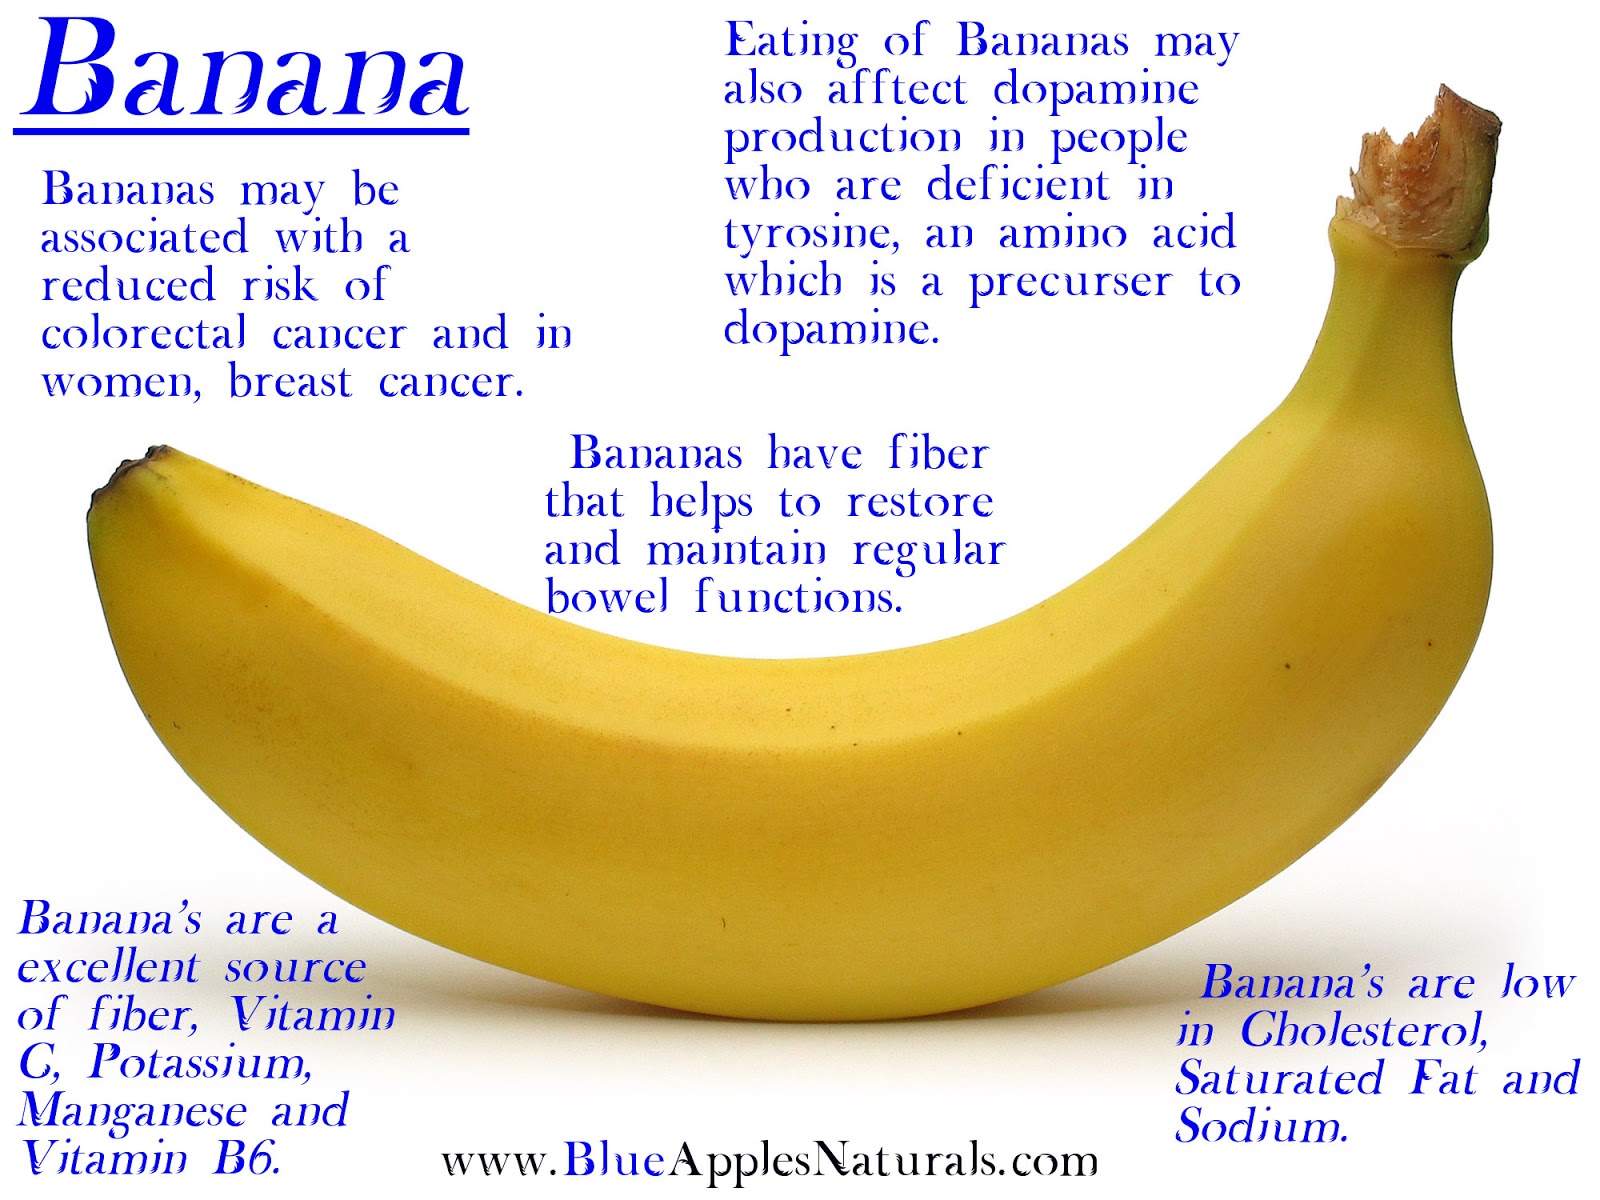 Banana
Bananas may be
associated with a
reduced risk of
colorectal cancer and in
women, breast cancer.
Eating of Bananas may
also afftect dopamine
production in people
who are deficient in
tyrosine, an amino acid
which is a precurser to
dopamine.
Bananas have fiber
that helps to restore
and maintain regular
bowel functions.
Banana's are a
excellent source
of fiber, Vitamin
C, Potassium,
Manganese and
Vitamin B6.
Banana's are low
in Cholesterol,
Saturated Fat and
Sodium.
www.BlueApplesNaturals.com